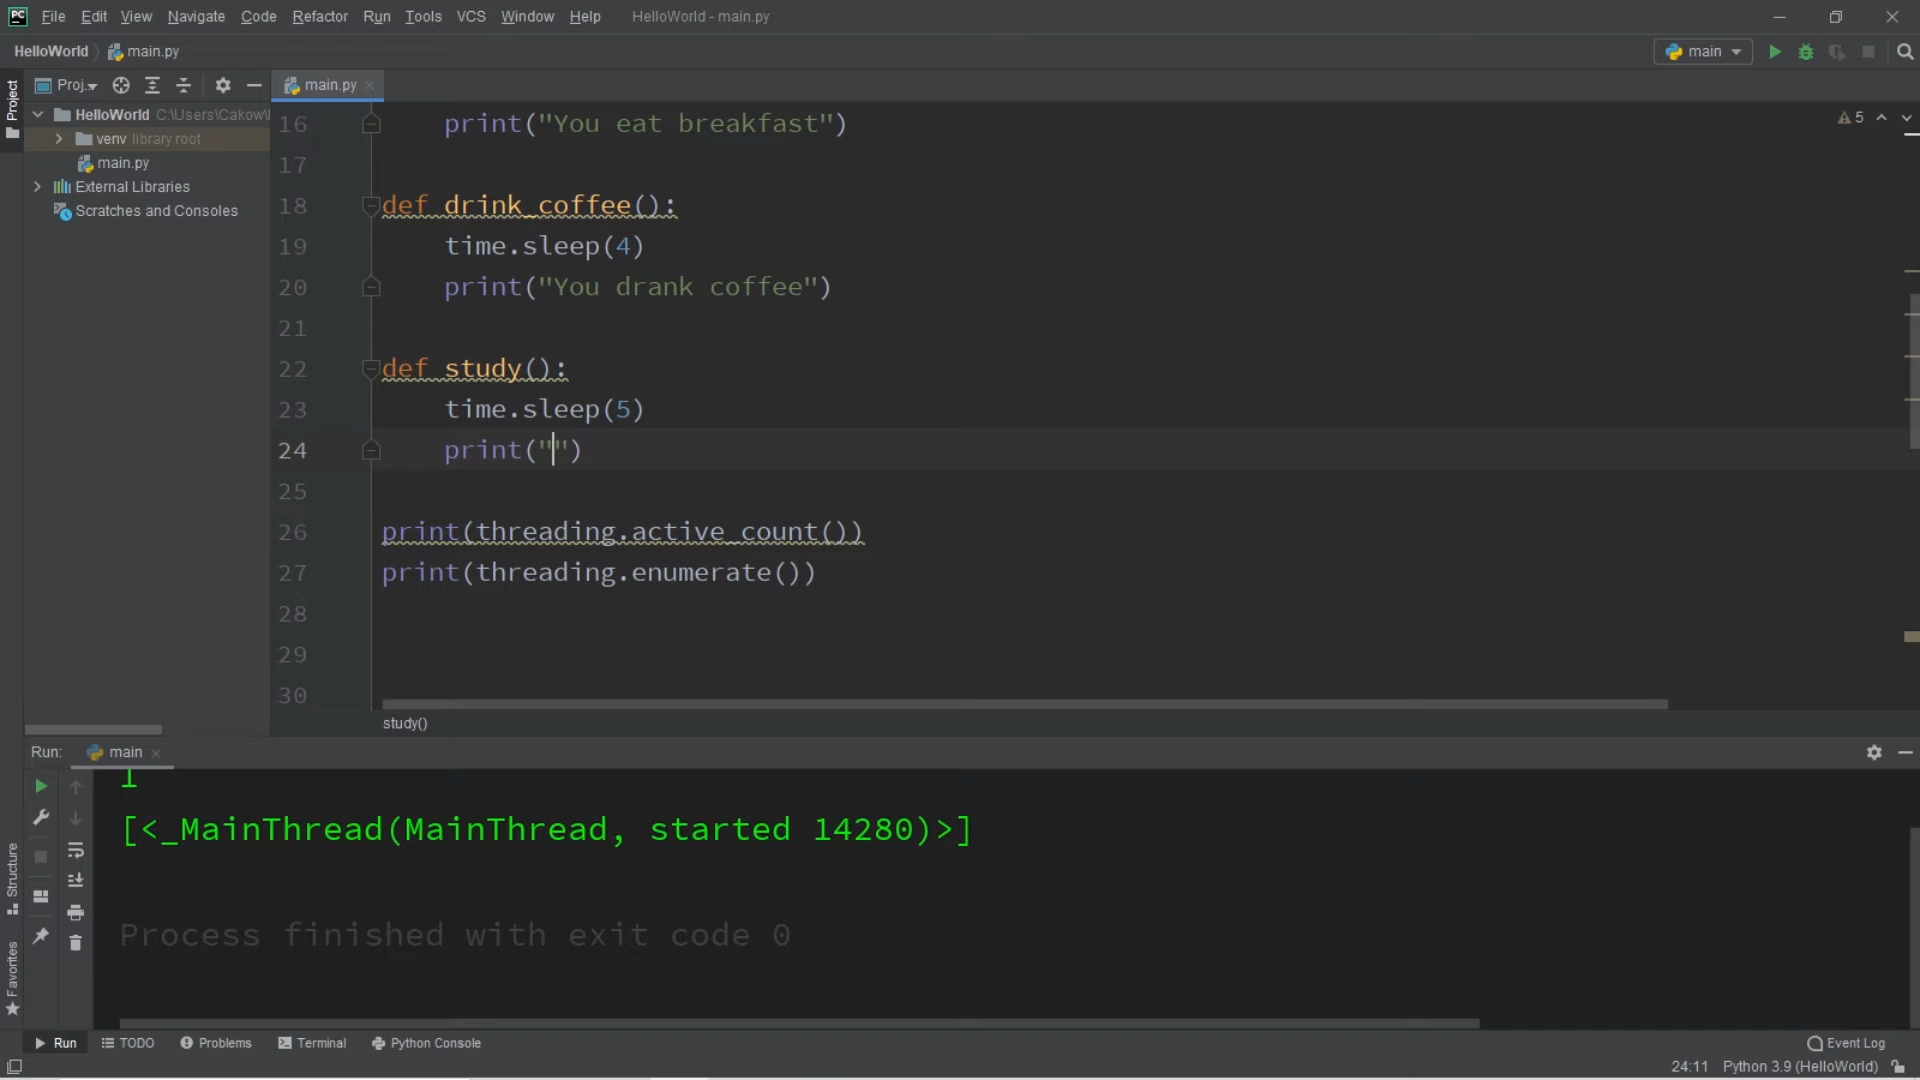 PC File Edit View Navigate Code Refactor Run Tools VCS Window Help HelloWorld - main.py
HelloWorld main.py main
Project
Proj. main.py
HelloWorld C:\Users\Cakow\
venv library root
main.py
External Libraries
Scratches and Consoles
5
16 print("You eat breakfast")
17
18 def drink_coffee():
19 time.sleep(4)
20 print("You drank coffee")
21
22 def study():
23 time.sleep(5)
24 print("")
25
26 print(threading.active_count())
27 print(threading.enumerate())
28
29
30
study()
Run: main
1
[<_MainThread(MainThread, started 14280)>]
Process finished with exit code 0
Structure
Favorites
Run TODO Problems Terminal Python Console Event Log
24:11 Python 3.9 (HelloWorld)